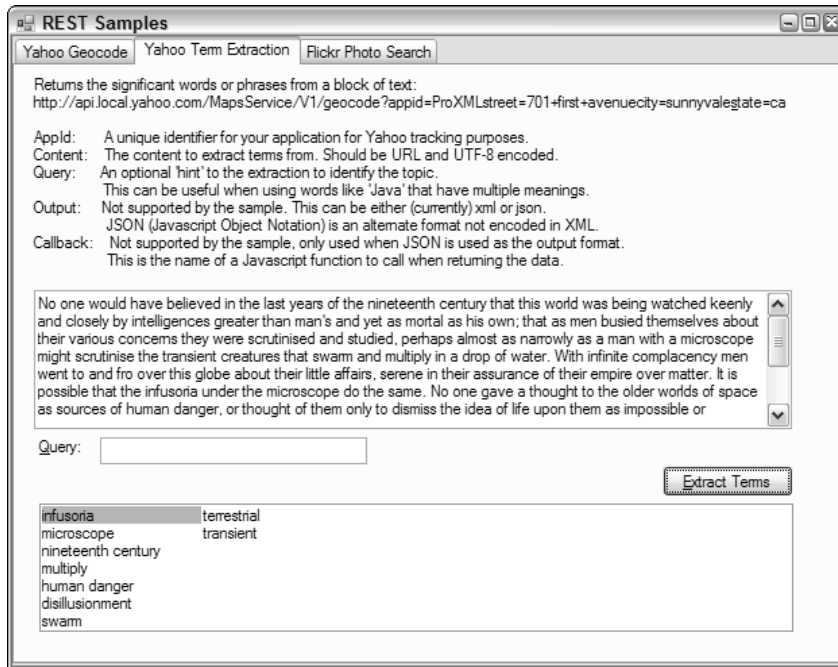 REST Samples
Yahoo Geocode Yahoo Term Extraction Flickr Photo Search
Returns the significant words or phrases from a block of text:
http://api.local.yahoo.com/MapsService/V1/geocode?appid=ProXMLstreet=701+first+avenuecity=sunnyvalestate=ca
AppId: A unique identifier for your application for Yahoo tracking purposes.
Content: The content to extract terms from. Should be URL and UTF-8 encoded.
Query: An optional 'hint' to the extraction to identify the topic.
This can be useful when using words like 'Java' that have multiple meanings.
Output: Not supported by the sample. This can be either (currently) xml or json.
JSON (Javascript Object Notation) is an alternate format not encoded in XML.
Callback: Not supported by the sample, only used when JSON is used as the output format.
This is the name of a Javascript function to call when returning the data.
No one would have believed in the last years of the nineteenth century that this world was being watched keenly
and closely by intelligences greater than man's and yet as mortal as his own; that as men busied themselves about
their various concerns they were scrutinised and studied, perhaps almost as narrowly as a man with a microscope
might scrutinise the transient creatures that swarm and multiply in a drop of water. With infinite complacency men
went to and fro over this globe about their little affairs, serene in their assurance of their empire over matter. It is
possible that the infusoria under the microscope do the same. No one gave a thought to the older worlds of space
as sources of human danger, or thought of them only to dismiss the idea of life upon them as impossible or
Query:
Extract Terms
infusoria terrestrial
microscope transient
nineteenth century
multiply
human danger
disillusionment
swarm